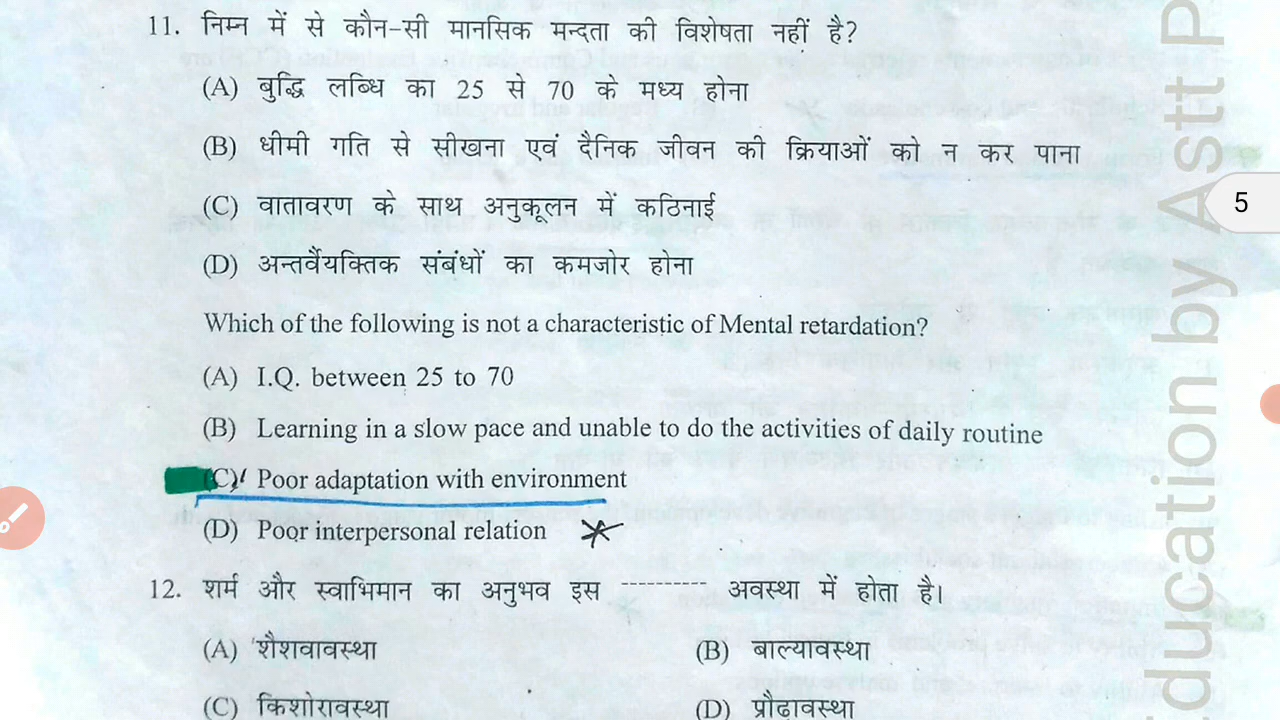 11. निम्न में से कौन-सी मानसिक मन्दता की विशेषता नहीं है?
(A) बुद्धि लब्धि का 25 से 70 के मध्य होना
(B) धीमी गति से सीखना एवं दैनिक जीवन की क्रियाओं को न कर पाना
(C) वातावरण के साथ अनुकूलन में कठिनाई
(D) अन्तर्वैयक्तिक संबंधों का कमजोर होना
Which of the following is not a characteristic of Mental retardation?
(A) I.Q. between 25 to 70
(B) Learning in a slow pace and unable to do the activities of daily routine
(C) Poor adaptation with environment
(D) Poor interpersonal relation
12. शर्म और स्वाभिमान का अनुभव इस ---------- अवस्था में होता है।
(A) शैशवावस्था (B) बाल्यावस्था
(C) किशोरावस्था (D) प्रौढावस्था
ducation by Astt P
5